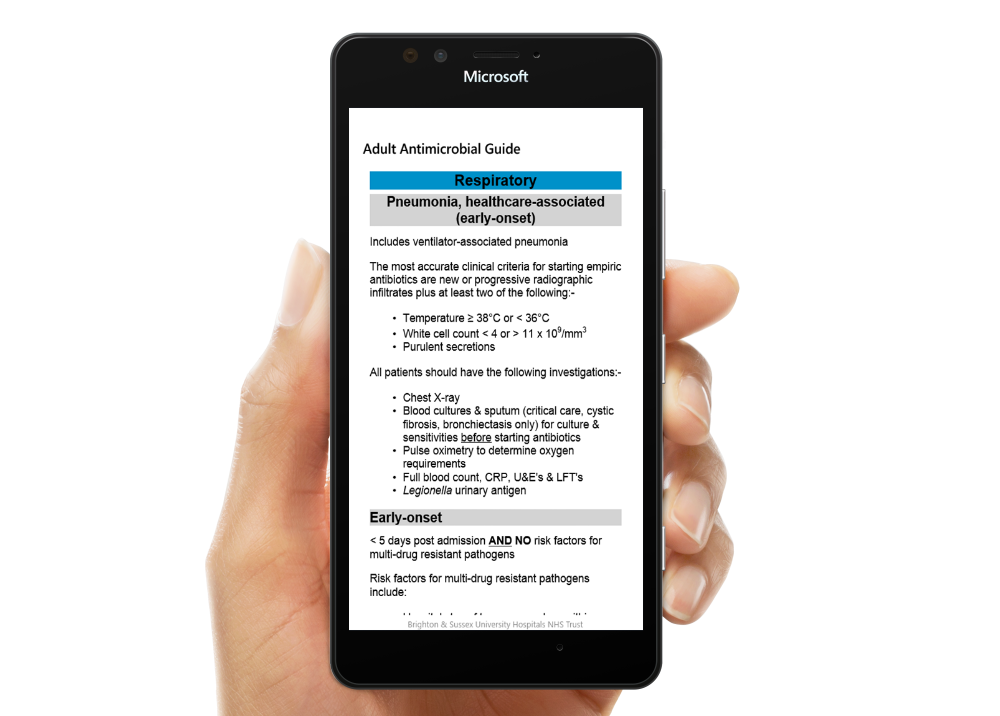 Microsoft
Adult Antimicrobial Guide
Respiratory
Pneumonia, healthcare-associated
(early-onset)
Includes ventilator-associated pneumonia
The most accurate clinical criteria for starting empiric
antibiotics are new or progressive radiographic
infiltrates plus at least two of the following:-
• Temperature ≥ 38°C or < 36°C
• White cell count < 4 or > 11 x 10⁹/mm³
• Purulent secretions
All patients should have the following investigations:-
• Chest X-ray
• Blood cultures & sputum (critical care, cystic
fibrosis, bronchiectasis only) for culture &
sensitivities before starting antibiotics
• Pulse oximetry to determine oxygen
requirements
• Full blood count, CRP, U&E's & LFT's
• Legionella urinary antigen
Early-onset
< 5 days post admission AND NO risk factors for
multi-drug resistant pathogens
Risk factors for multi-drug resistant pathogens
include:
Brighton & Sussex University Hospitals NHS Trust